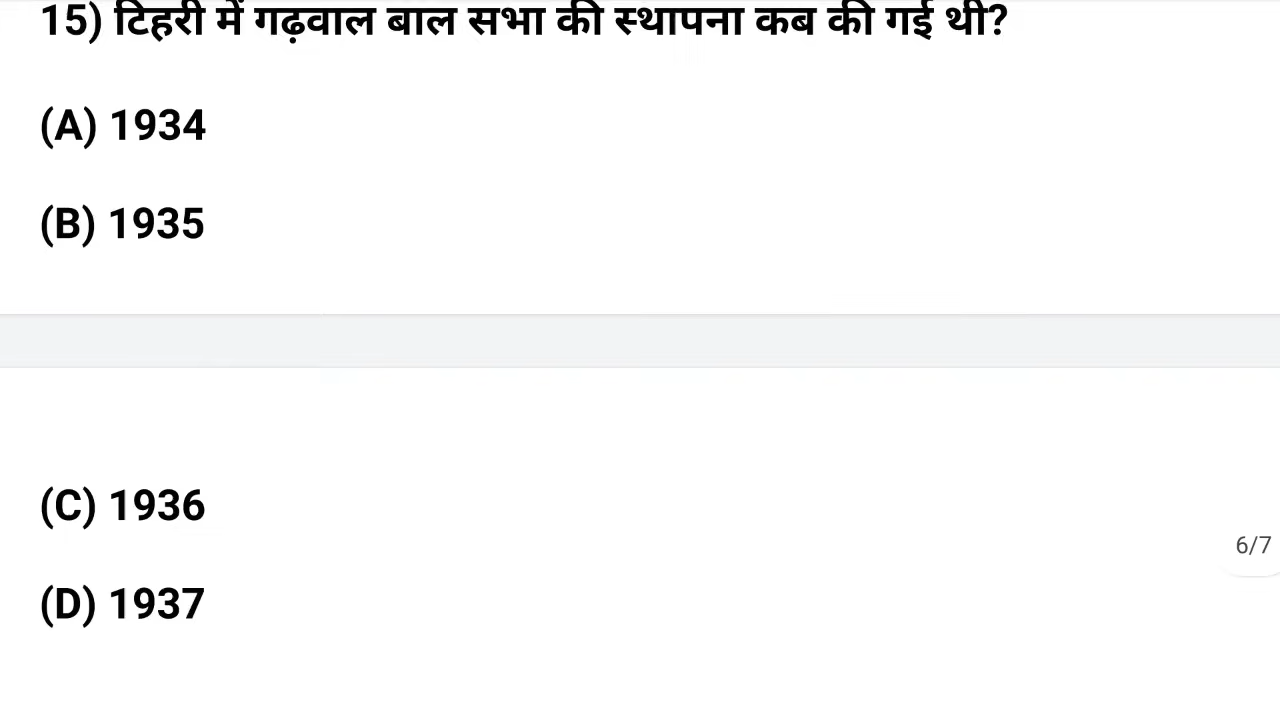 15) टिहरी में गढ़वाल बाल सभा की स्थापना कब की गई थी?
(A) 1934
(B) 1935
(C) 1936
6/7
(D) 1937